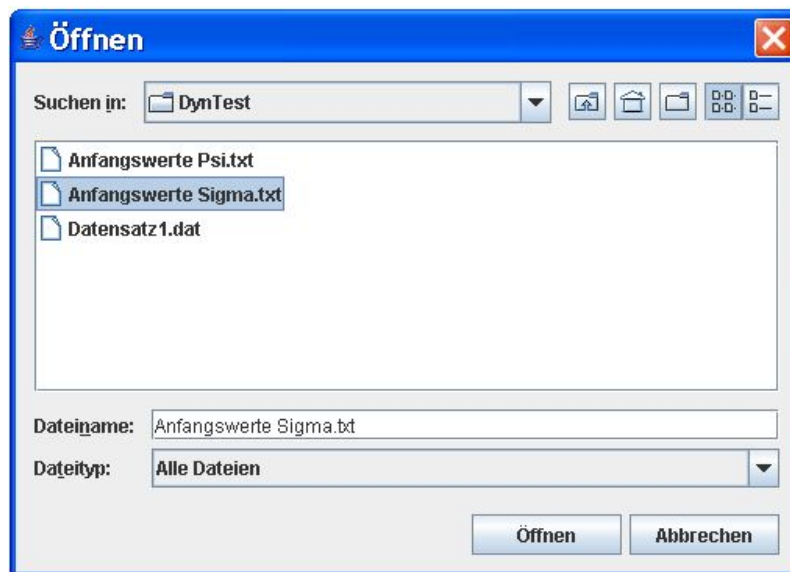 Öffnen
Suchen in: DynTest
Anfangswerte Psi.txt
Anfangswerte Sigma.txt
Datensatz1.dat
Dateiname: Anfangswerte Sigma.txt
Dateityp: Alle Dateien
Öffnen Abbrechen